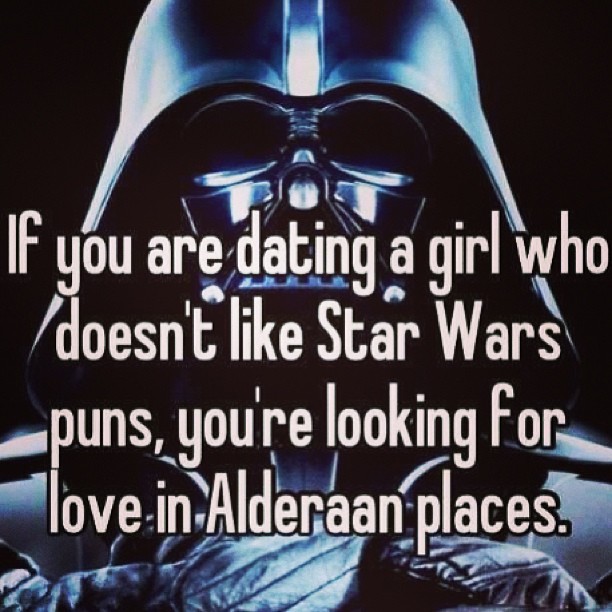 If you are dating a girl who
doesn't like Star Wars
puns, you're looking for
love in Alderaan places.